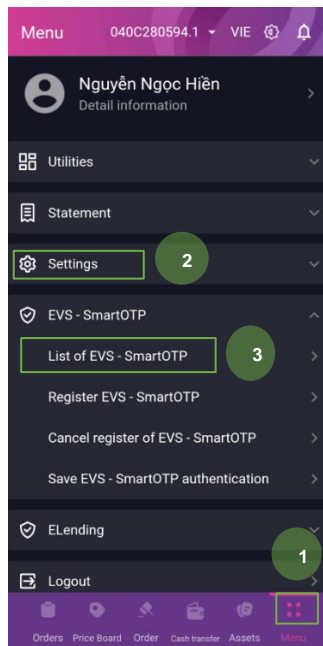 Menu 040C280594.1 VIE
Nguyễn Ngọc Hiền
Detail information
Utilities
Statement
Settings 2
EVS - SmartOTP
List of EVS - SmartOTP 3
Register EVS - SmartOTP
Cancel register of EVS - SmartOTP
Save EVS - SmartOTP authentication
ELending
1
Logout
Orders Price Board Order Cash transfer Assets Menu